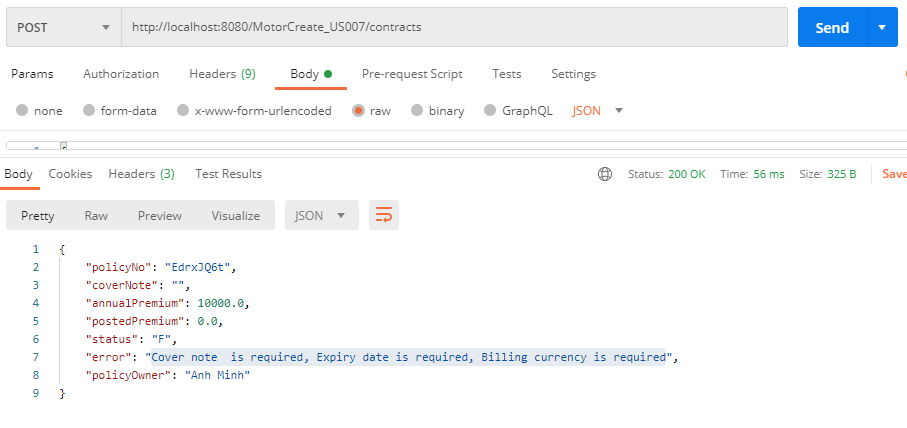 POST http://localhost:8080/MotorCreate_US007/contracts Send
Params Authorization Headers (9) Body Pre-request Script Tests Settings
none form-data x-www-form-urlencoded raw binary GraphQL JSON
Body Cookies Headers (3) Test Results Status: 200 OK Time: 56 ms Size: 325 B Save
Pretty Raw Preview Visualize JSON
1 {
2 "policyNo": "EdrxJQ6t",
3 "coverNote": "",
4 "annualPremium": 10000.0,
5 "postedPremium": 0.0,
6 "status": "F",
7 "error": "Cover note  is required, Expiry date is required, Billing currency is required",
8 "policyOwner": "Anh Minh"
9 }